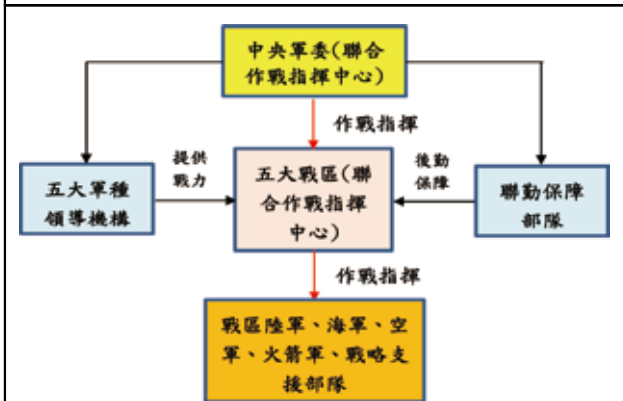 中央軍委(聯合
作戰指揮中心)
作戰指揮
提供
戰力
後勤
保障
五大軍種
領導機構
五大戰區(聯
合作戰指揮
中心)
聯勤保障
部隊
作戰指揮
戰區陸軍、海軍、空
軍、火箭軍、戰略支
援部隊